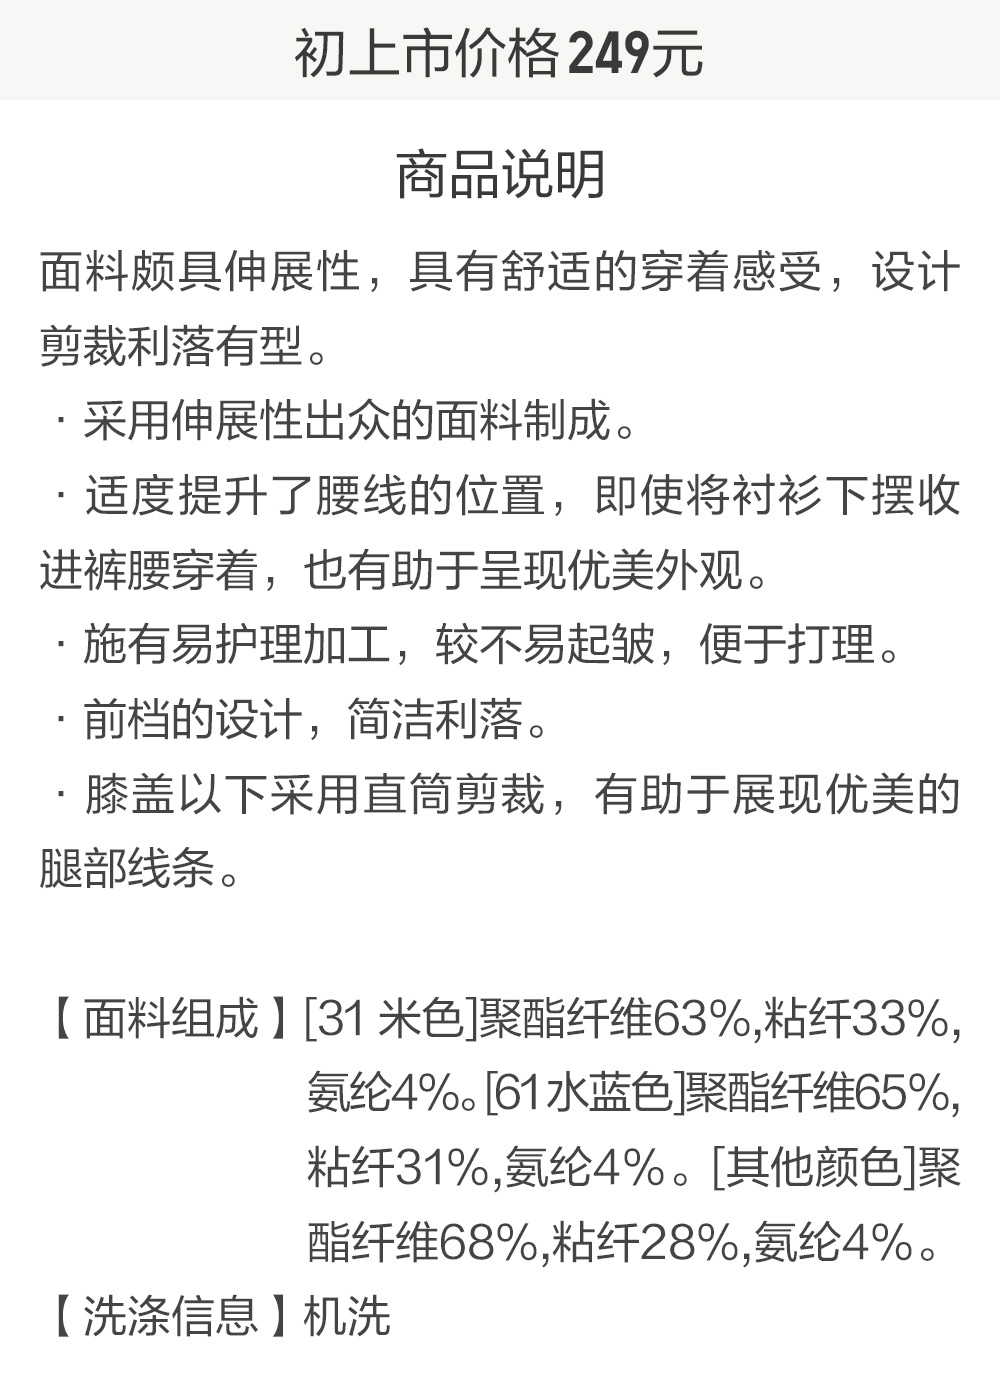 初上市价格249元
商品说明
面料颇具伸展性，具有舒适的穿着感受，设计
剪裁利落有型。
· 采用伸展性出众的面料制成。
· 适度提升了腰线的位置，即使将衬衫下摆收
进裤腰穿着，也有助于呈现优美外观。
· 施有易护理加工，较不易起皱，便于打理。
· 前档的设计，简洁利落。
· 膝盖以下采用直筒剪裁，有助于展现优美的
腿部线条。
【面料组成】[31 米色]聚酯纤维63%,粘纤33%,
氨纶4%。[61水蓝色]聚酯纤维65%,
粘纤31%,氨纶4%。[其他颜色]聚
酯纤维68%,粘纤28%,氨纶4%。
【洗涤信息】机洗